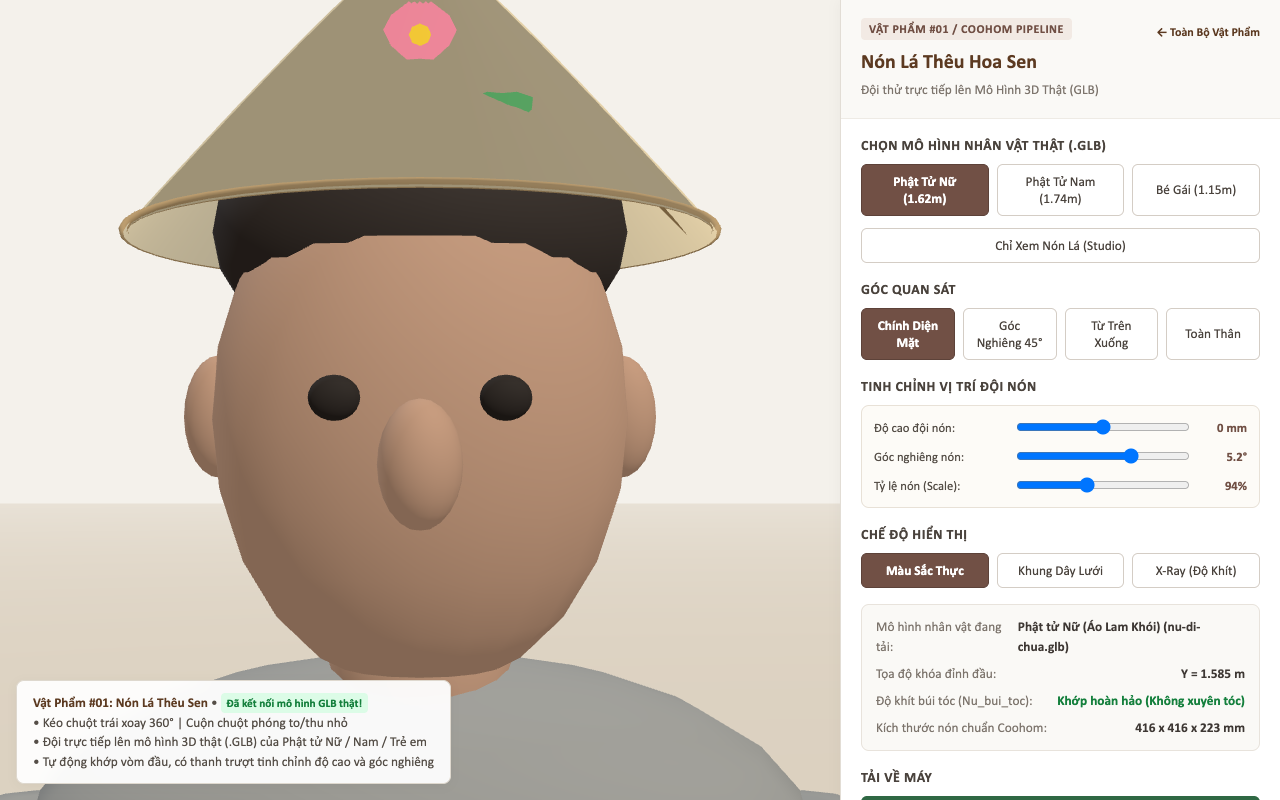 VẬT PHẨM #01 / COOHOM PIPELINE
← Toàn Bộ Vật Phẩm
Nón Lá Thêu Hoa Sen
Đội thử trực tiếp lên Mô Hình 3D Thật (GLB)
CHỌN MÔ HÌNH NHÂN VẬT THẬT (.GLB)
Phật Tử Nữ
(1.62m)
Phật Tử Nam
(1.74m)
Bé Gái (1.15m)
Chỉ Xem Nón Lá (Studio)
GÓC QUAN SÁT
Chính Diện
Mặt
Góc
Nghiêng 45°
Từ Trên
Xuống
Toàn Thân
TINH CHỈNH VỊ TRÍ ĐỘI NÓN
Độ cao đội nón:
0 mm
Góc nghiêng nón:
5.2°
Tỷ lệ nón (Scale):
94%
CHẾ ĐỘ HIỂN THỊ
Màu Sắc Thực
Khung Dây Lưới
X-Ray (Độ Khít)
Mô hình nhân vật đang
tải:
Phật tử Nữ (Áo Lam Khói) (nu-di-
chua.glb)
Tọa độ khóa đỉnh đầu:
Y = 1.585 m
Độ khít búi tóc (Nu_bui_toc):
Khớp hoàn hảo (Không xuyên tóc)
Kích thước nón chuẩn Coohom:
416 x 416 x 223 mm
TẢI VỀ MÁY
Vật Phẩm #01: Nón Lá Thêu Sen • Đã kết nối mô hình GLB thật!
• Kéo chuột trái xoay 360° | Cuộn chuột phóng to/thu nhỏ
• Đội trực tiếp lên mô hình 3D thật (.GLB) của Phật tử Nữ / Nam / Trẻ em
• Tự động khớp vòm đầu, có thanh trượt tinh chỉnh độ cao và góc nghiêng